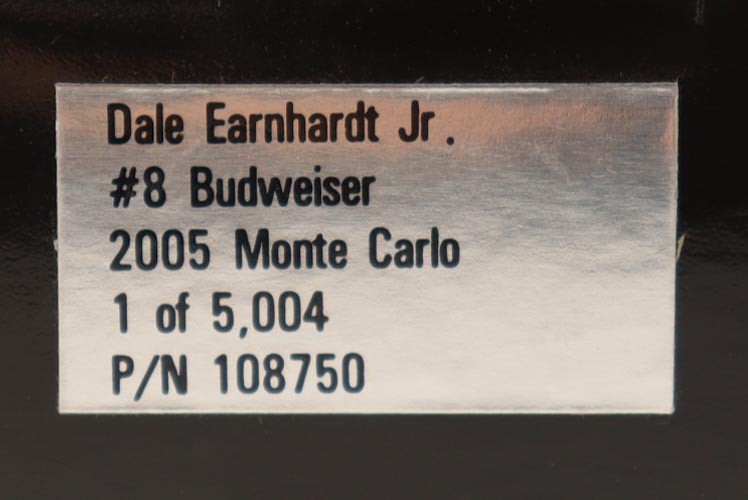 Dale Earnhardt Jr.
#8 Budweiser
2005 Monte Carlo
1 of 5,004
P/N 108750